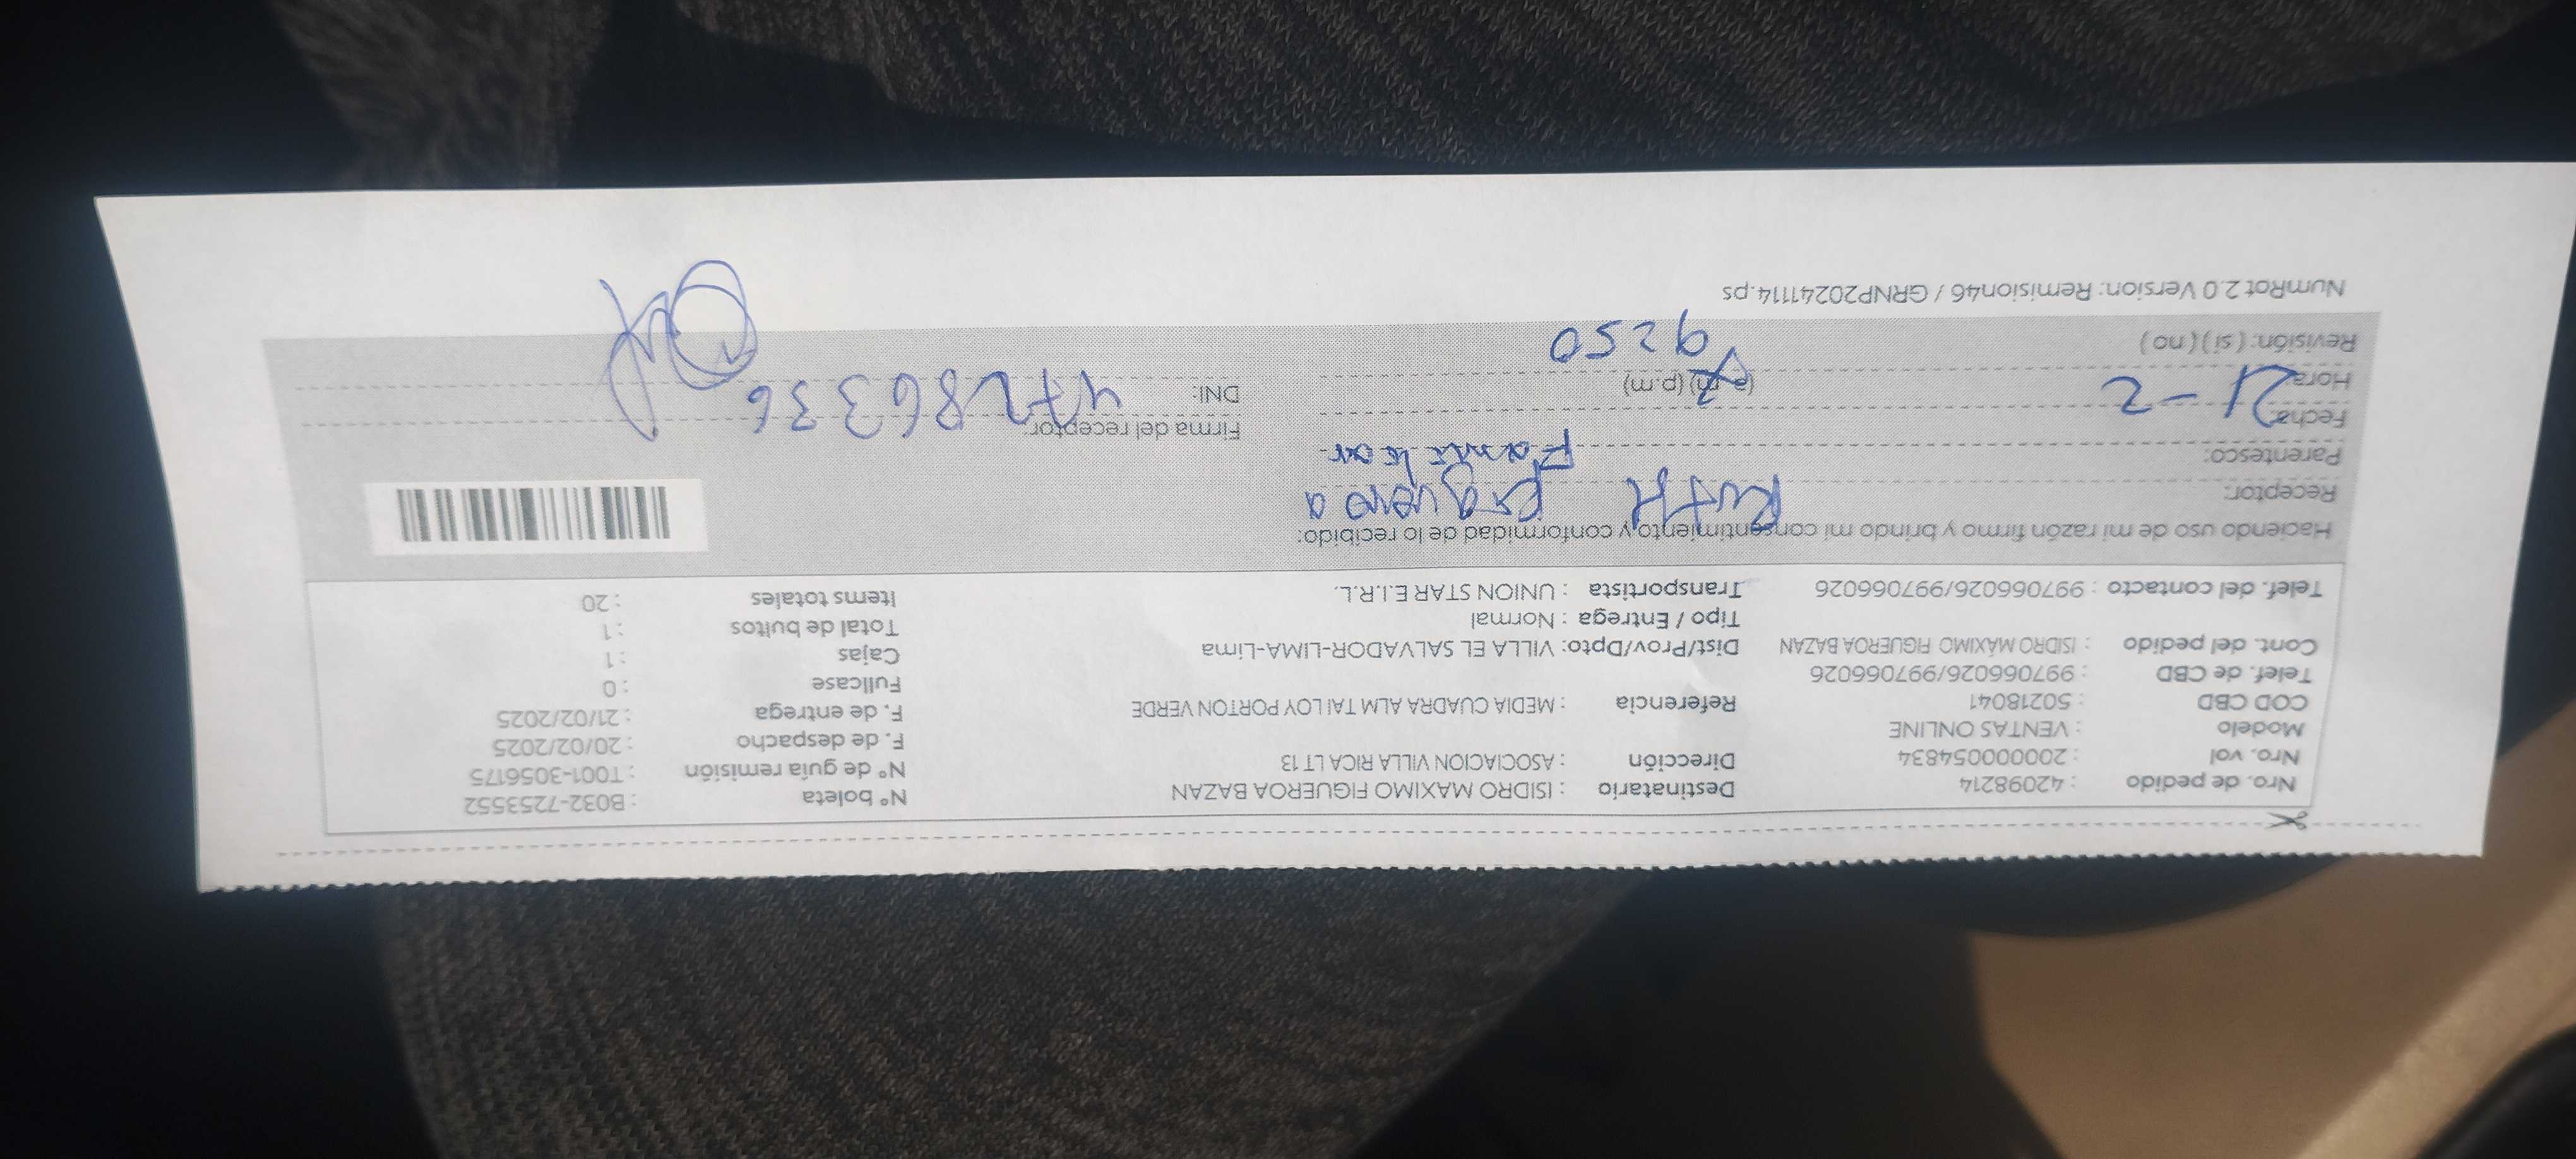 Nro. de pedido : 42098214 Destinatario : ISIDRO MAXIMO FIGUEROA BAZAN N° boleta : B032-7253552
Nro. vol : 2000000054834 Dirección : ASOCIACION VILLA RICA LT 13 N° de guía remisión : T001-3056175
Modelo : VENTAS ONLINE F. de despacho : 20/02/2025
COD CBD : 50218041 Referencia : MEDIA CUADRA ALM TAI LOY PORTON VERDE F. de entrega : 21/02/2025
Telef. de CBD : 997066026/997066026 Fullcase : 0
Cont. del pedido : ISIDRO MAXIMO FIGUEROA BAZAN Dist/Prov/Dpto: VILLA EL SALVADOR-LIMA-Lima Cajas : 1
Tipo / Entrega : Normal Total de bultos : 1
Telef. del contacto : 997066026/997066026 Transportista : UNION STAR E.I.R.L. Items totales : 20
Haciendo uso de mi razón firmo y brindo mi consentimiento y conformidad de lo recibido:
Receptor: Ruth
Parentesco: Familiar
Fecha: 21-2 Firma del receptor:
Hora: (a.m) (p.m) DNI: 47286336
Revisión: ( si ) ( no ) 9250
NumRot 2.0 Version: Remision46 / GRNP20241114.ps